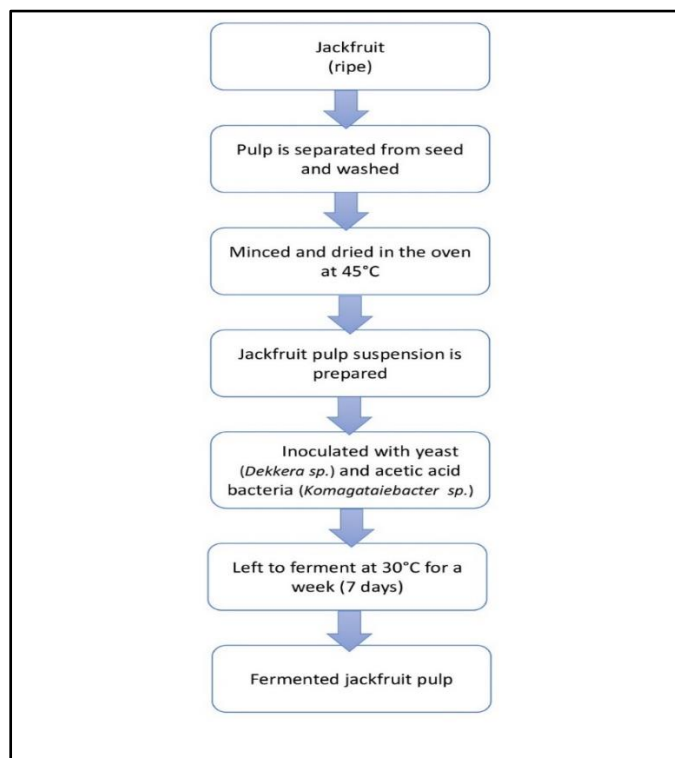 Jackfruit
(ripe)
Pulp is separated from seed
and washed
Minced and dried in the oven
at 45°C
Jackfruit pulp suspension is
prepared
Inoculated with yeast
(Dekkera sp.) and acetic acid
bacteria (Komagataiebacter sp.)
Left to ferment at 30°C for a
week (7 days)
Fermented jackfruit pulp